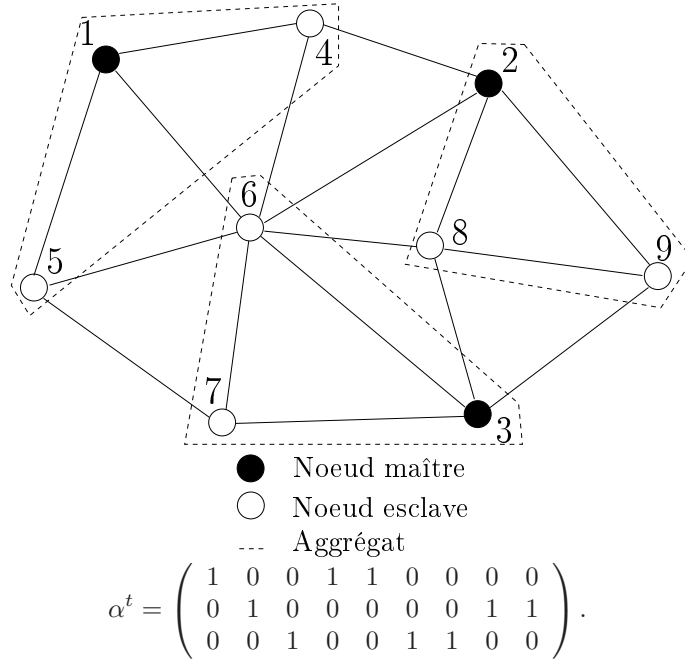 1
4
2
6
8
9
5
7
3
Noeud maître
Noeud esclave
Aggrégat
1 0 0 1 1 0 0 0 0
α^t = ( 0 1 0 0 0 0 0 1 1 ) .
0 0 1 0 0 1 1 0 0